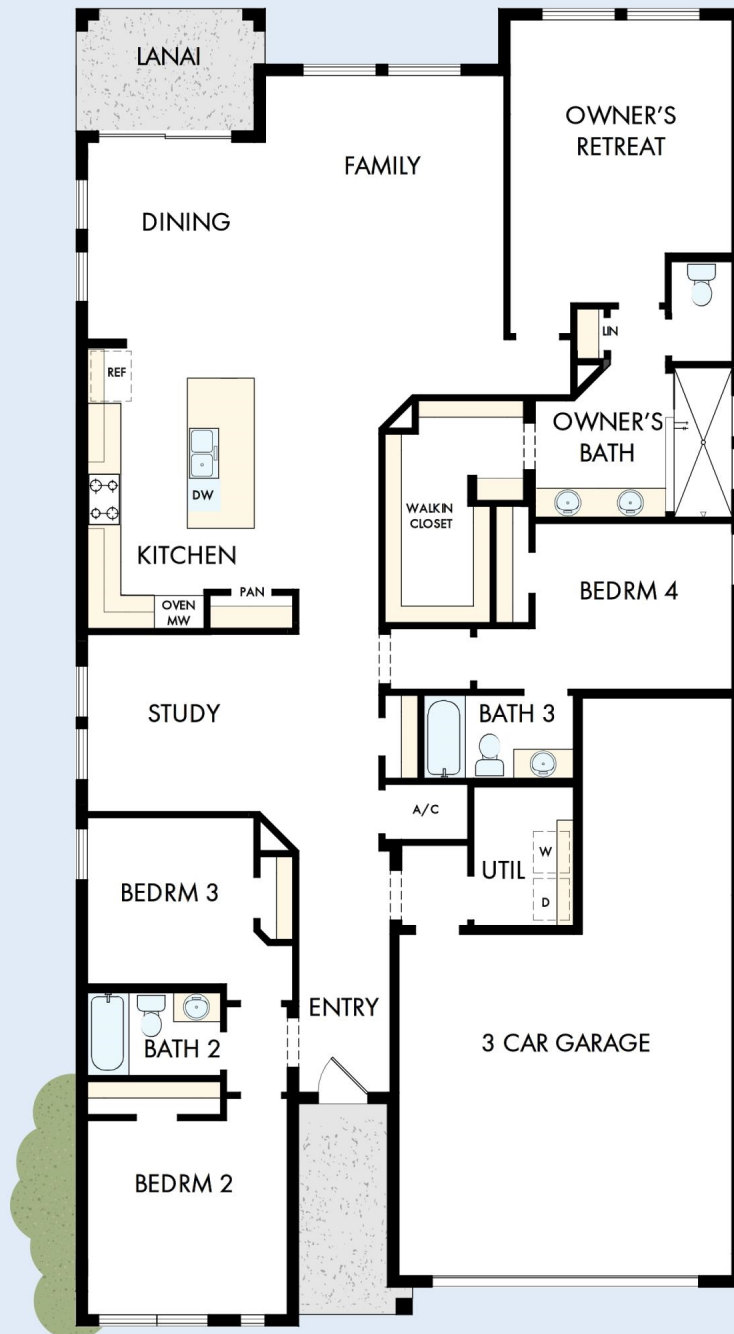 LANAI
OWNER'S
RETREAT
FAMILY
DINING
LIN
REF
OWNER'S
BATH
DW
WALKIN
CLOSET
KITCHEN
PAN
OVEN
MW
BEDRM 4
STUDY
BATH 3
A/C
UTIL
W
D
BEDRM 3
ENTRY
BATH 2
3 CAR GARAGE
BEDRM 2